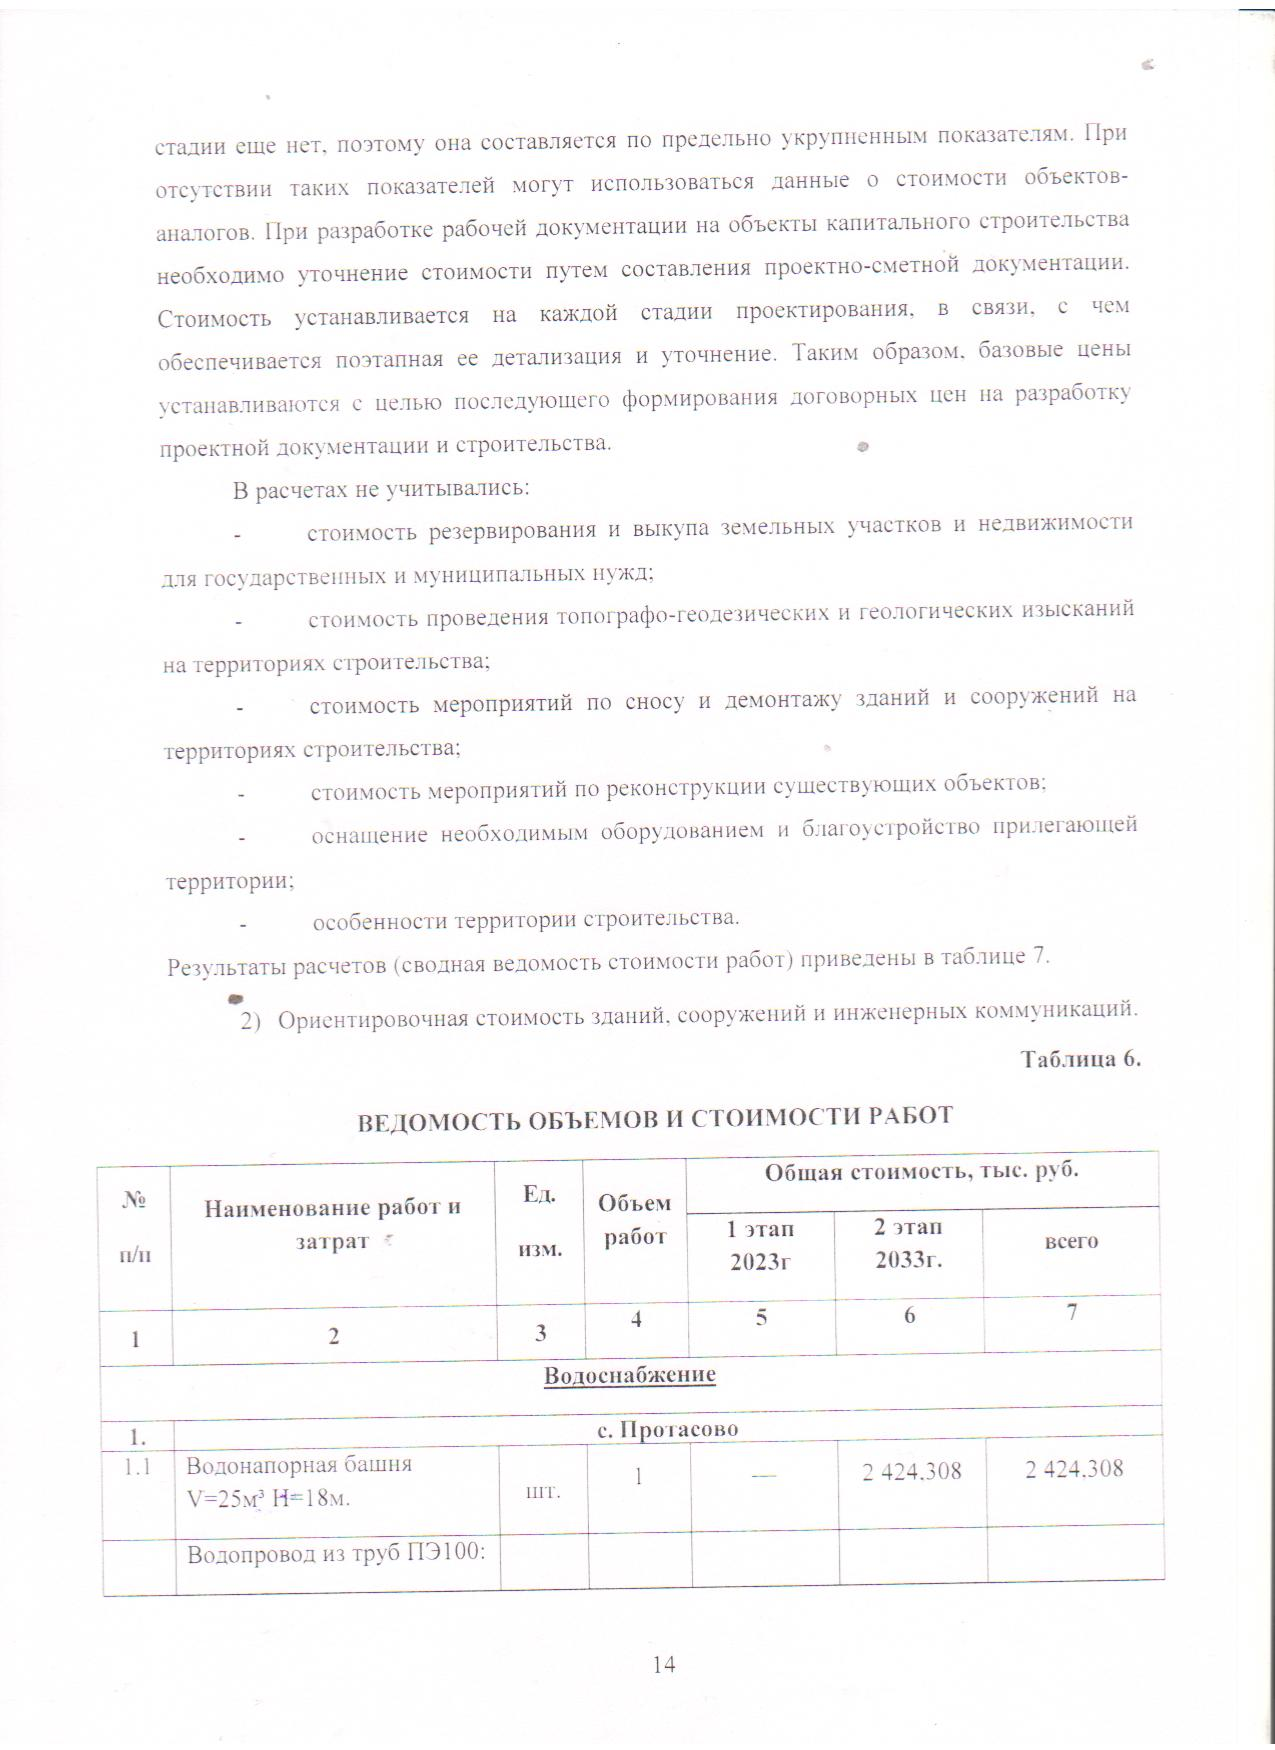 стадии еще нет, поэтому она составляется по предельно укрупненным показателям. При
отсутствии таких показателей могут использоваться данные о стоимости объектов-
аналогов. При разработке рабочей документации на объекты капитального строительства
необходимо уточнение стоимости путем составления проектно-сметной документации.
Стоимость устанавливается на каждой стадии проектирования, в связи, с чем
обеспечивается поэтапная ее детализация и уточнение. Таким образом, базовые цены
устанавливаются с целью последующего формирования договорных цен на разработку
проектной документации и строительства.
В расчетах не учитывались:
- стоимость резервирования и выкупа земельных участков и недвижимости
для государственных и муниципальных нужд;
- стоимость проведения топографо-геодезических и геологических изысканий
на территориях строительства;
- стоимость мероприятий по сносу и демонтажу зданий и сооружений на
территориях строительства;
- стоимость мероприятий по реконструкции существующих объектов;
- оснащение необходимым оборудованием и благоустройство прилегающей
территории;
- особенности территории строительства.
Результаты расчетов (сводная ведомость стоимости работ) приведены в таблице 7.
2) Ориентировочная стоимость зданий, сооружений и инженерных коммуникаций.
Таблица 6.
ВЕДОМОСТЬ ОБЪЕМОВ И СТОИМОСТИ РАБОТ
№
п/п
Наименование работ и
затрат
Ед.
изм.
Объем
работ
Общая стоимость, тыс. руб.
1 этап
2023г
2 этап
2033г.
всего
1 2 3 4 5 6 7
Водоснабжение
1. с. Протасово
1.1 Водонапорная башня
V=25м³ H=18м.
шт. 1 — 2 424,308 2 424,308
Водопровод из труб ПЭ100:
14